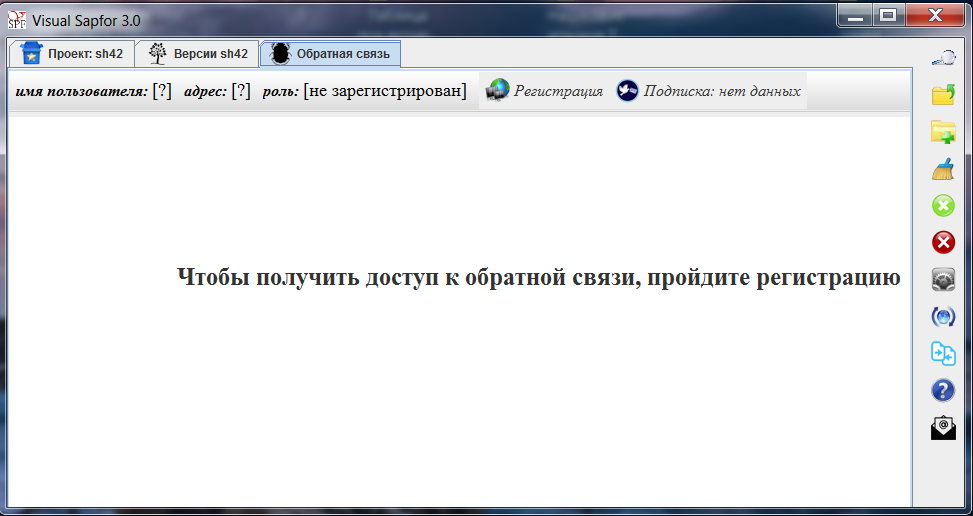 SPF Visual Sapfor 3.0
Проект: sh42 Версии sh42 Обратная связь
имя пользователя: [?] адрес: [?] роль: [не зарегистрирован] Регистрация Подписка: нет данных
Чтобы получить доступ к обратной связи, пройдите регистрацию